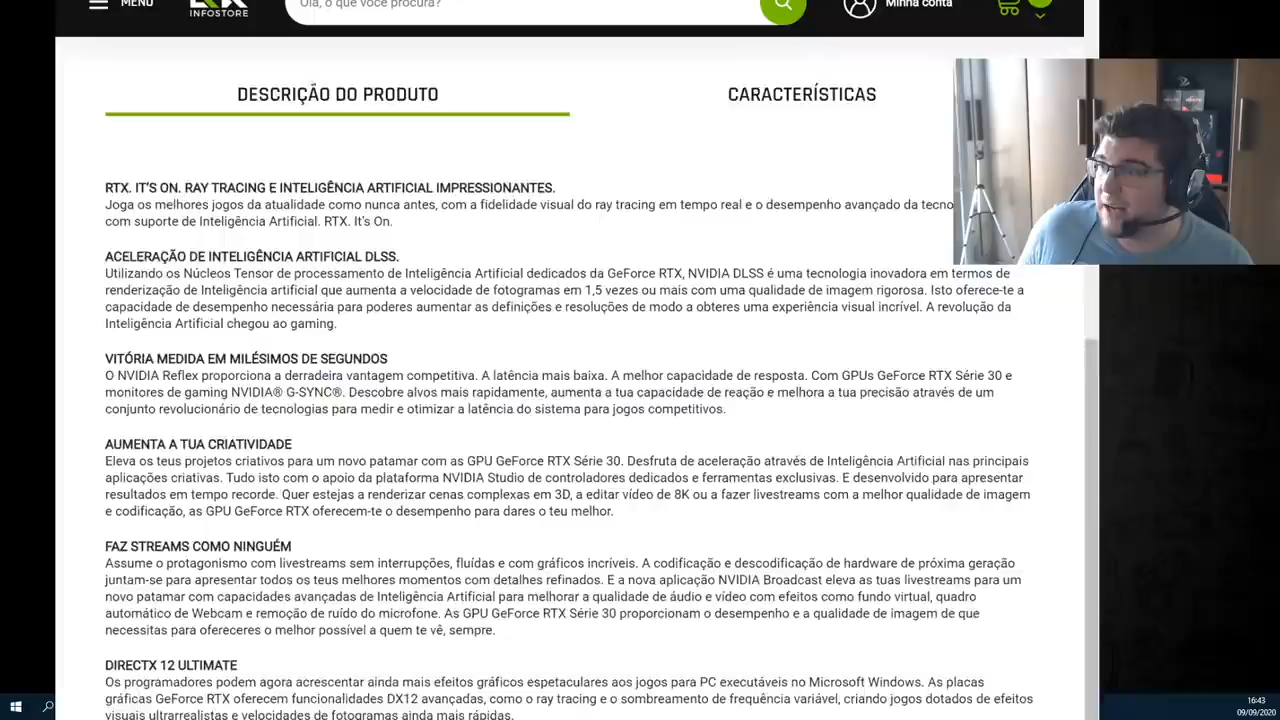 MENU
INFOSTORE
Olá, o que você procura?
Minha conta
DESCRIÇÃO DO PRODUTO
CARACTERÍSTICAS
RTX. IT'S ON. RAY TRACING E INTELIGÊNCIA ARTIFICIAL IMPRESSIONANTES.
Joga os melhores jogos da atualidade como nunca antes, com a fidelidade visual do ray tracing em tempo real e o desempenho avançado da tecno
com suporte de Inteligência Artificial. RTX. It's On.
ACELERAÇÃO DE INTELIGÊNCIA ARTIFICIAL DLSS.
Utilizando os Núcleos Tensor de processamento de Inteligência Artificial dedicados da GeForce RTX, NVIDIA DLSS é uma tecnologia inovadora em termos de
renderização de Inteligência artificial que aumenta a velocidade de fotogramas em 1,5 vezes ou mais com uma qualidade de imagem rigorosa. Isto oferece-te a
capacidade de desempenho necessária para poderes aumentar as definições e resoluções de modo a obteres uma experiência visual incrível. A revolução da
Inteligência Artificial chegou ao gaming.
VITÓRIA MEDIDA EM MILÉSIMOS DE SEGUNDOS
O NVIDIA Reflex proporciona a derradeira vantagem competitiva. A latência mais baixa. A melhor capacidade de resposta. Com GPUs GeForce RTX Série 30 e
monitores de gaming NVIDIA® G-SYNC®. Descobre alvos mais rapidamente, aumenta a tua capacidade de reação e melhora a tua precisão através de um
conjunto revolucionário de tecnologias para medir e otimizar a latência do sistema para jogos competitivos.
AUMENTA A TUA CRIATIVIDADE
Eleva os teus projetos criativos para um novo patamar com as GPU GeForce RTX Série 30. Desfruta de aceleração através de Inteligência Artificial nas principais
aplicações criativas. Tudo isto com o apoio da plataforma NVIDIA Studio de controladores dedicados e ferramentas exclusivas. E desenvolvido para apresentar
resultados em tempo recorde. Quer estejas a renderizar cenas complexas em 3D, a editar vídeo de 8K ou a fazer livestreams com a melhor qualidade de imagem
e codificação, as GPU GeForce RTX oferecem-te o desempenho para dares o teu melhor.
FAZ STREAMS COMO NINGUÉM
Assume o protagonismo com livestreams sem interrupções, fluídas e com gráficos incríveis. A codificação e descodificação de hardware de próxima geração
juntam-se para apresentar todos os teus melhores momentos com detalhes refinados. E a nova aplicação NVIDIA Broadcast eleva as tuas livestreams para um
novo patamar com capacidades avançadas de Inteligência Artificial para melhorar a qualidade de áudio e vídeo com efeitos como fundo virtual, quadro
automático de Webcam e remoção de ruído do microfone. As GPU GeForce RTX Série 30 proporcionam o desempenho e a qualidade de imagem de que
necessitas para ofereceres o melhor possível a quem te vê, sempre.
DIRECTX 12 ULTIMATE
Os programadores podem agora acrescentar ainda mais efeitos gráficos espetaculares aos jogos para PC executáveis no Microsoft Windows. As placas
gráficas GeForce RTX oferecem funcionalidades DX12 avançadas, como o ray tracing e o sombreamento de frequência variável, criando jogos dotados de efeitos
visuais ultrarrealistas e velocidades de fotogramas ainda mais rápidas.
16:43
09/09/2020